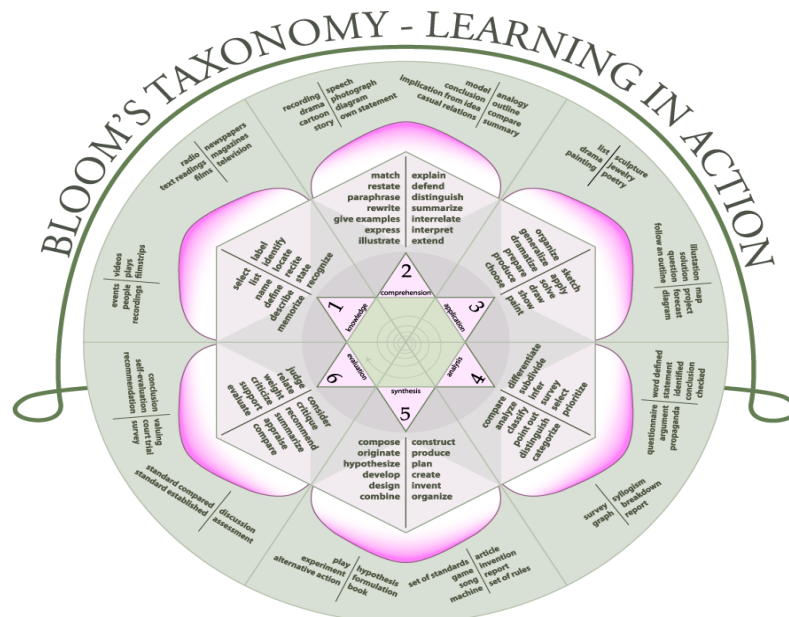 BLOOM'S TAXONOMY - LEARNING IN ACTION
recording
drama
cartoon
story
speech
photograph
diagram
own statement
model
conclusion
implication from idea
casual relations
analogy
outline
compare
summary
radio
text readings
films
newspapers
magazines
television
list
drama
painting
sculpture
jewelry
poetry
videos
plays
filmstrips
events
people
recordings
illustation
solution
question
follow an outline
map
project
forecast
diagram
match
restate
paraphrase
rewrite
give examples
express
illustrate
explain
defend
distinguish
summarize
interrelate
interpret
extend
2
comprehension
select
list
name
define
describe
memorize
label
identify
locate
recite
state
recognize
1
knowledge
organize
generalize
dramatize
prepare
produce
choose
sketch
apply
solve
draw
show
paint
3
application
evaluation
6
judge
relate
weight
criticize
support
evaluate
consider
critique
recommend
summarize
appraise
compare
synthesis
5
compose
originate
hypothesize
develop
design
combine
construct
produce
plan
create
invent
organize
analysis
4
compare
analyze
classify
point out
distinguish
categorize
differentiate
subdivide
infer
survey
select
prioritize
conclusion
self-evaluation
recommendation
valuing
court trial
survey
word defined
statement
identified
conclusion
checked
questionnaire
argument
propaganda
standard compared
standard established
discussion
assessment
survey
graph
syllogism
breakdown
report
play
experiment
alternative action
hypothesis
formulation
book
set of standards
game
song
machine
article
invention
report
set of rules